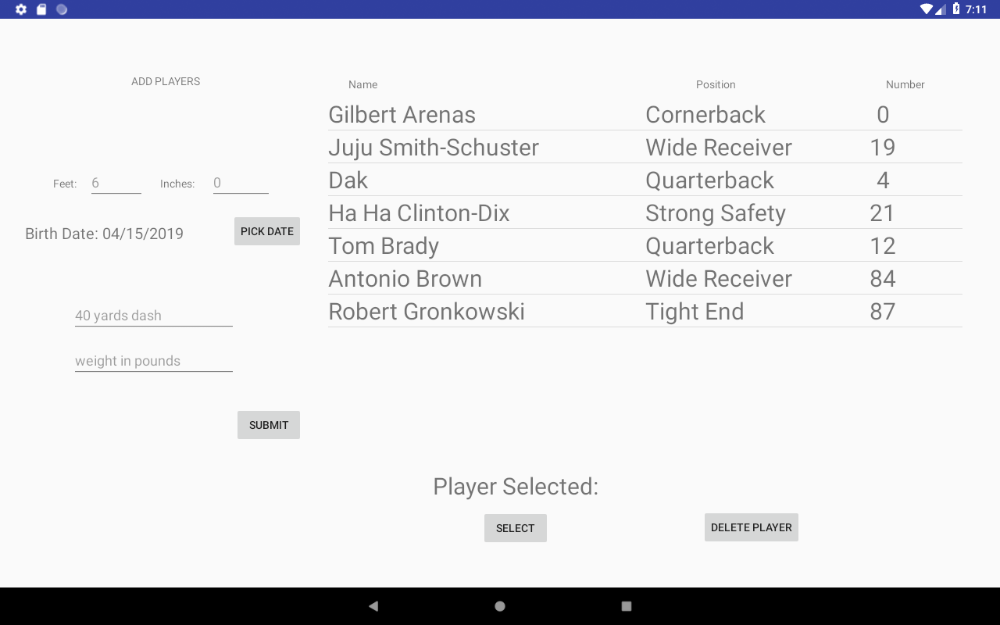 7:11
ADD PLAYERS
Name Position Number
Gilbert Arenas Cornerback 0
Juju Smith-Schuster Wide Receiver 19
Feet: 6 Inches: 0
Dak Quarterback 4
Ha Ha Clinton-Dix Strong Safety 21
Birth Date: 04/15/2019 PICK DATE
Tom Brady Quarterback 12
Antonio Brown Wide Receiver 84
Robert Gronkowski Tight End 87
40 yards dash
weight in pounds
SUBMIT
Player Selected:
SELECT DELETE PLAYER